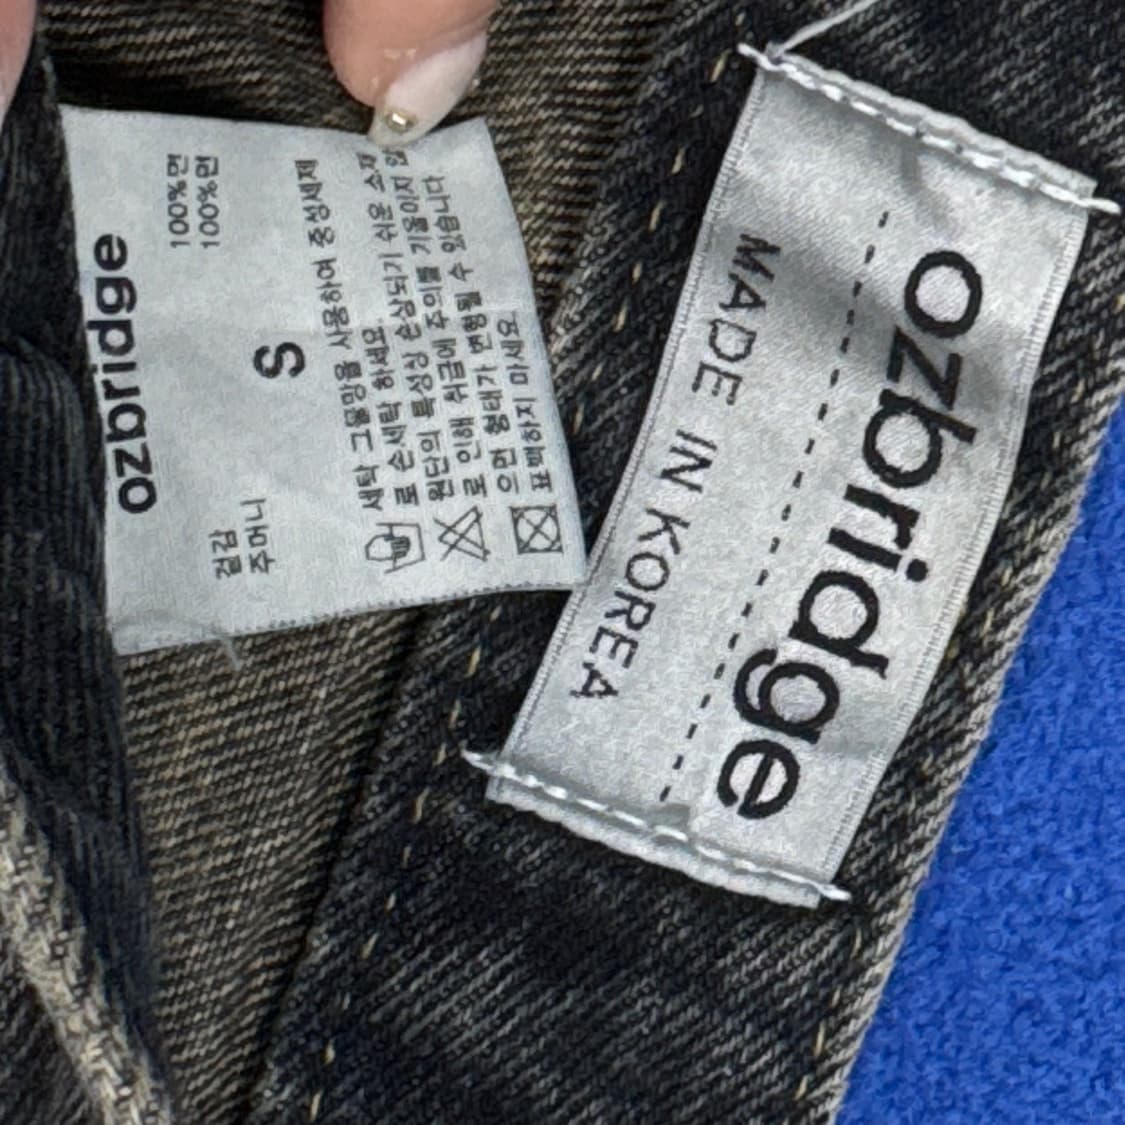 ozbridge
겉감 100%면
주머니 100%면
S
세탁 그물망을 사용하여 중성세제
로 손세탁 하세요.
원단의 특성상 손상되기 쉬운 소재
로 인해 취급에 주의를 기울이지 않
으면 형태가 변형될 수 있습니다
표백하지 마세요.
ozbridge
MADE IN KOREA